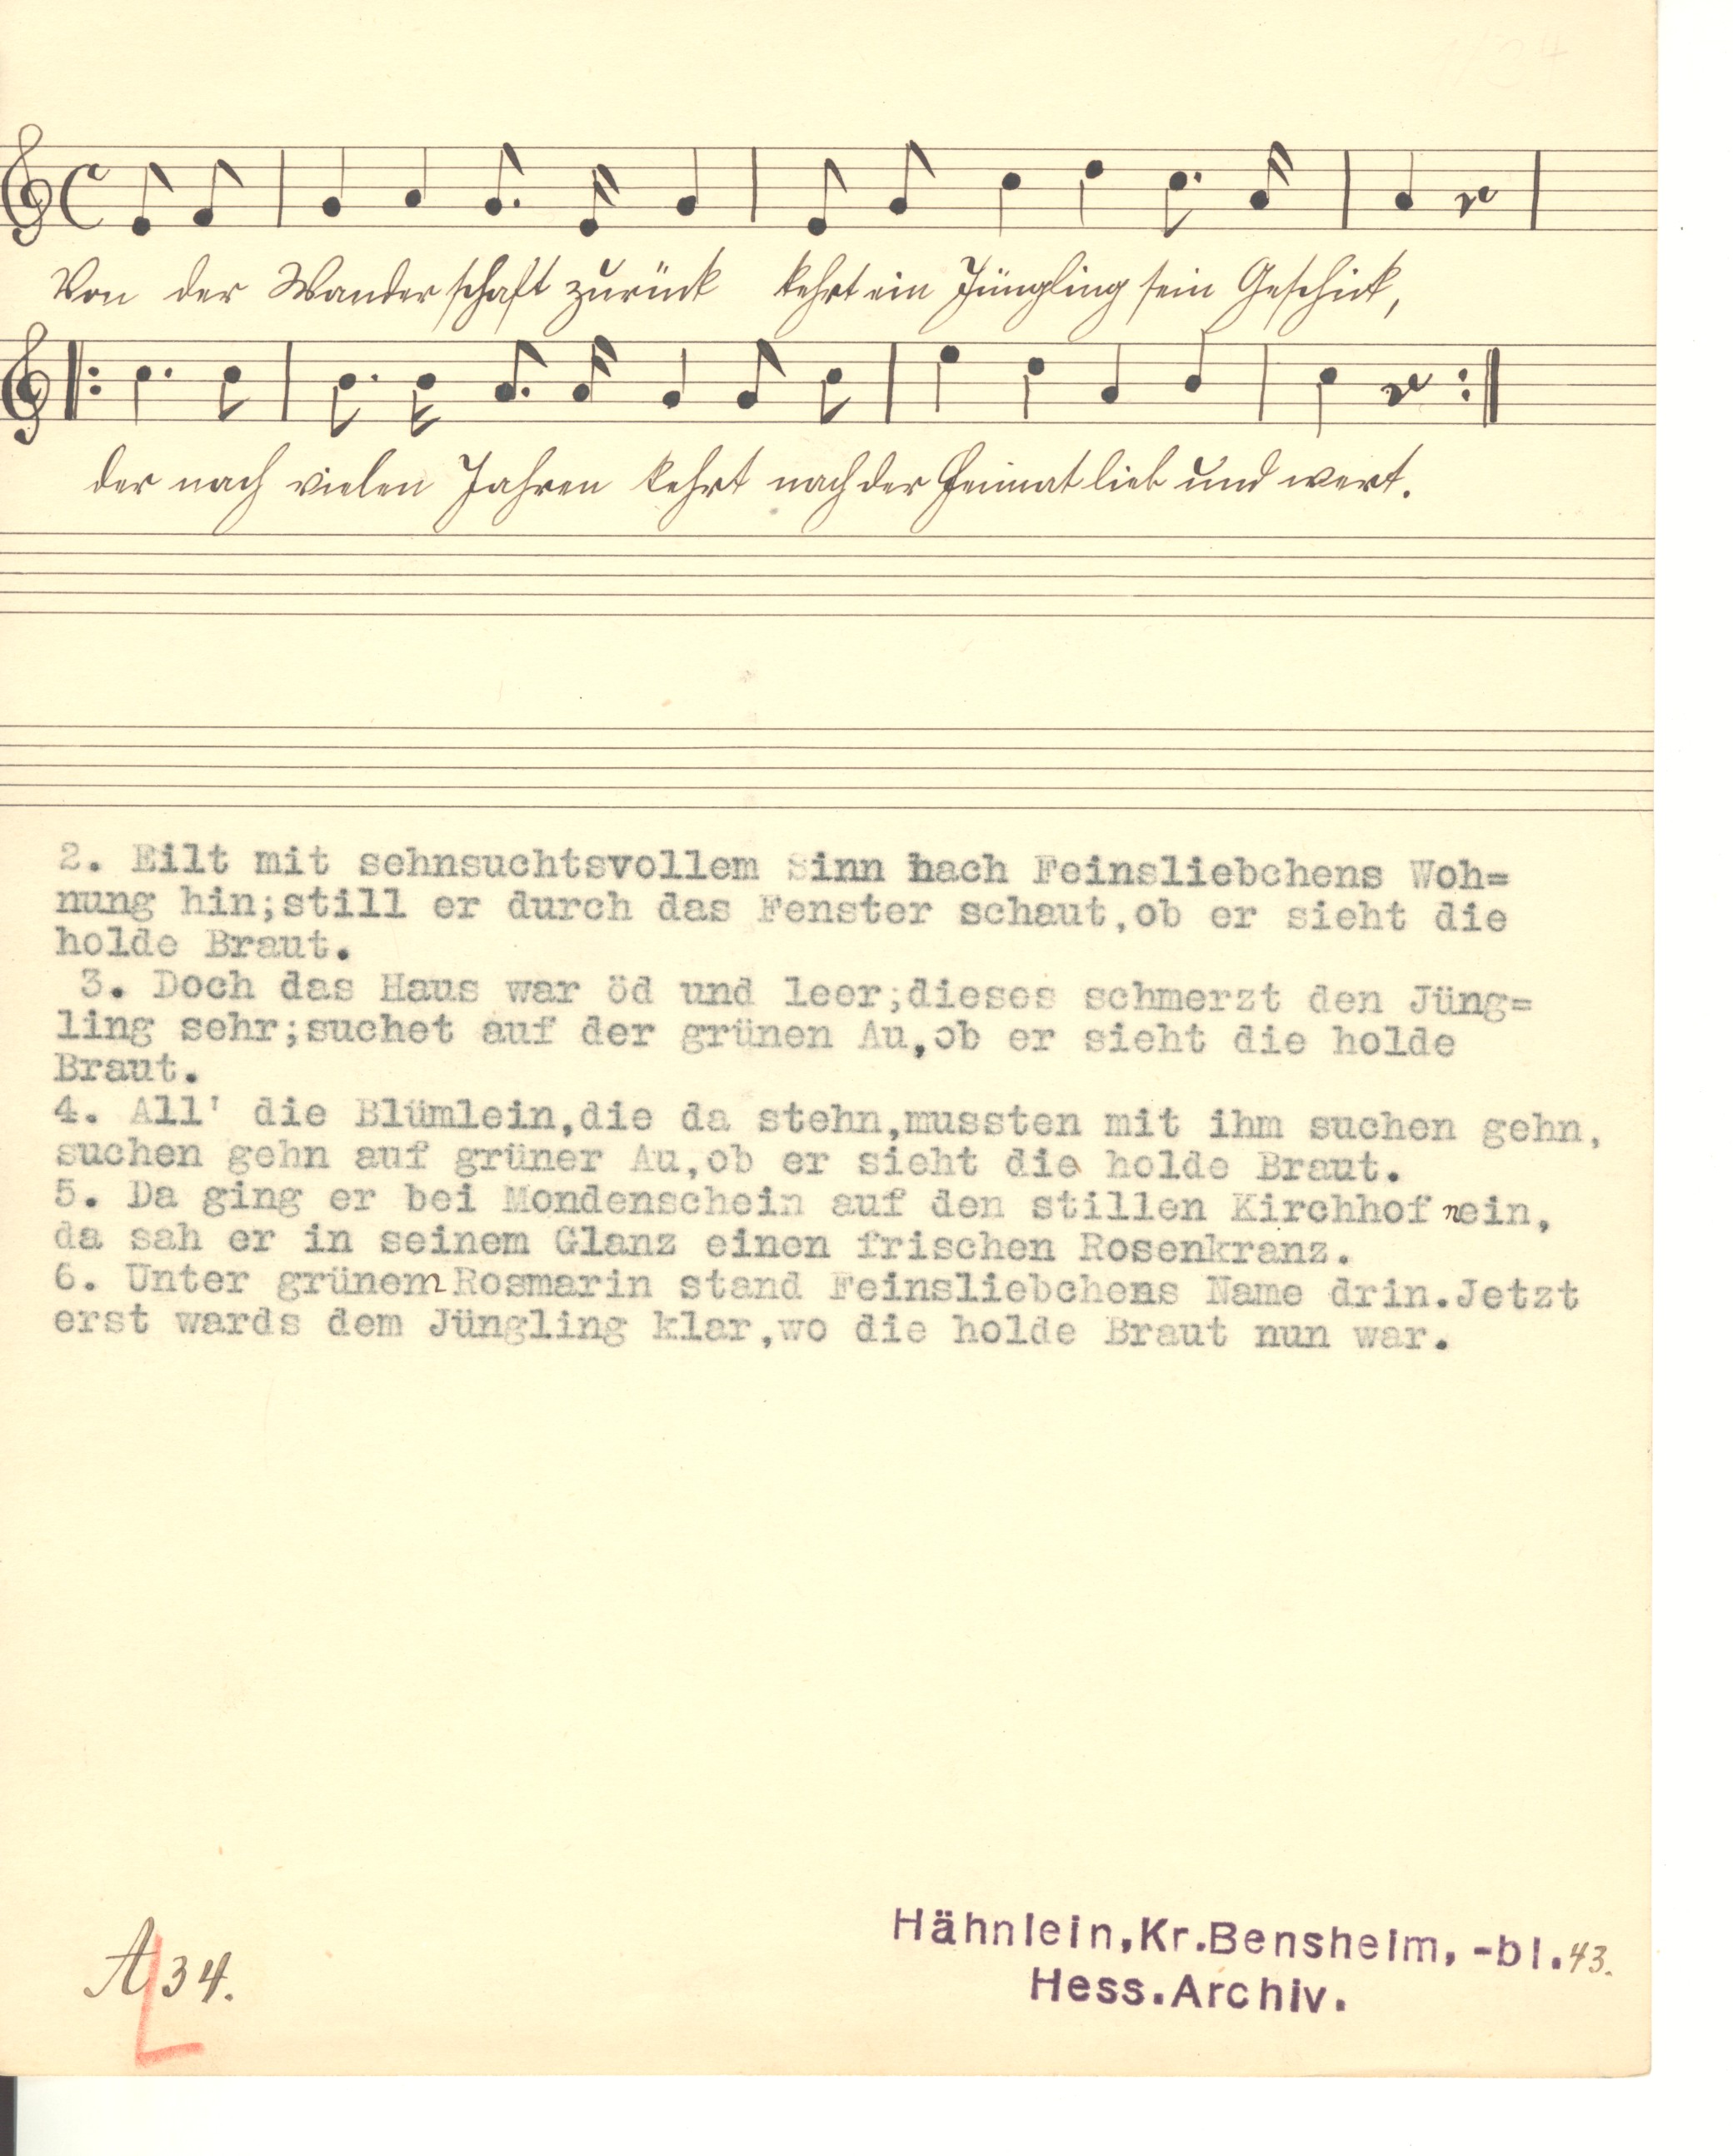 Von der Wanderschaft zurück kehrt ein Jüngling sein Geschick,
der nach vielen Jahren kehrt nach der Heimat lieb und wert.
2. Eilt mit sehnsuchtsvollem Sinn nach Feinsliebchens Woh=
nung hin;still er durch das Fenster schaut,ob er sieht die
holde Braut.
3. Doch das Haus war öd und leer;dieses schmerzt den Jüng=
ling sehr;suchet auf der grünen Au,ob er sieht die holde
Braut.
4. All' die Blümlein,die da stehn,mussten mit ihm suchen gehn,
suchen gehn auf grüner Au,ob er sieht die holde Braut.
5. Da ging er bei Mondenschein auf den stillen Kirchhof nein,
da sah er in seinem Glanz einen frischen Rosenkranz.
6. Unter grünem Rosmarin stand Feinsliebchens Name drin.Jetzt
erst wards dem Jüngling klar,wo die holde Braut nun war.
Hähnlein,Kr.Bensheim,-bl.43.
Hess.Archiv.
A 34.